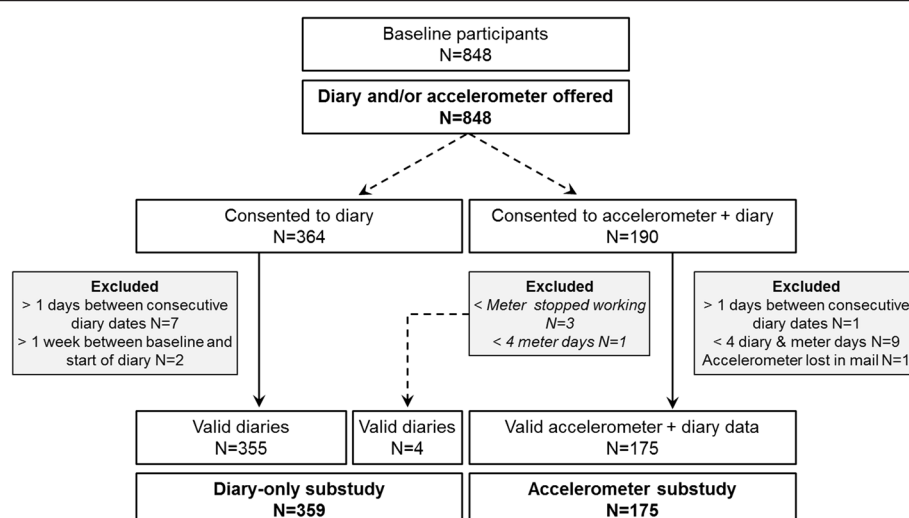 Baseline participants
N=848
Diary and/or accelerometer offered
N=848
Consented to diary
N=364
Consented to accelerometer + diary
N=190
Excluded
> 1 days between consecutive
diary dates N=7
> 1 week between baseline and
start of diary N=2
Excluded
< Meter stopped working
N=3
< 4 meter days N=1
Excluded
> 1 days between consecutive
diary dates N=1
< 4 diary & meter days N=9
Accelerometer lost in mail N=1
Valid diaries
N=355
Valid diaries
N=4
Valid accelerometer + diary data
N=175
Diary-only substudy
N=359
Accelerometer substudy
N=175